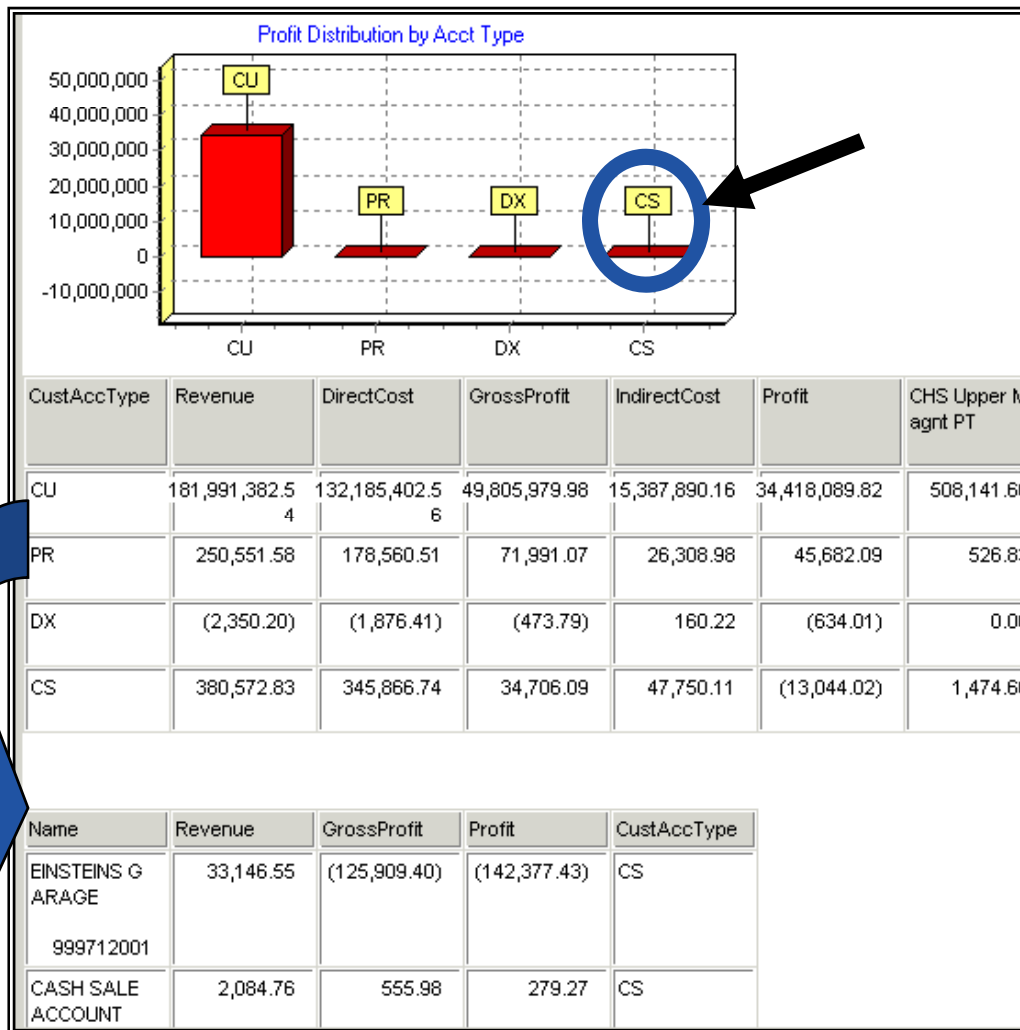 Profit Distribution by Acct Type
50,000,000
40,000,000
30,000,000
20,000,000
10,000,000
0
-10,000,000
CU
PR
DX
CS
CU PR DX CS
CustAccType Revenue DirectCost GrossProfit IndirectCost Profit CHS Upper M
agnt PT
CU 181,991,382.5 132,185,402.5 49,805,979.98 15,387,890.16 34,418,089.82 508,141.6
4 6
PR 250,551.58 178,560.51 71,991.07 26,308.98 45,682.09 526.8
DX (2,350.20) (1,876.41) (473.79) 160.22 (634.01) 0.0
CS 380,572.83 345,866.74 34,706.09 47,750.11 (13,044.02) 1,474.6
Name Revenue GrossProfit Profit CustAccType
EINSTEINS G 33,146.55 (125,909.40) (142,377.43) CS
ARAGE
999712001
CASH SALE 2,084.76 555.98 279.27 CS
ACCOUNT